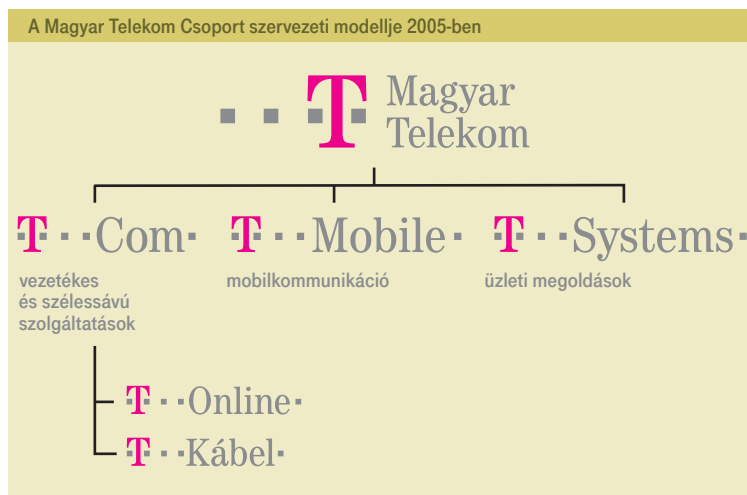 A Magyar Telekom Csoport szervezeti modellje 2005-ben
T Magyar
Telekom
T Com
T Mobile
T Systems
vezetékes
és szélessávú
szolgáltatások
mobilkommunikáció
üzleti megoldások
T Online
T Kábel